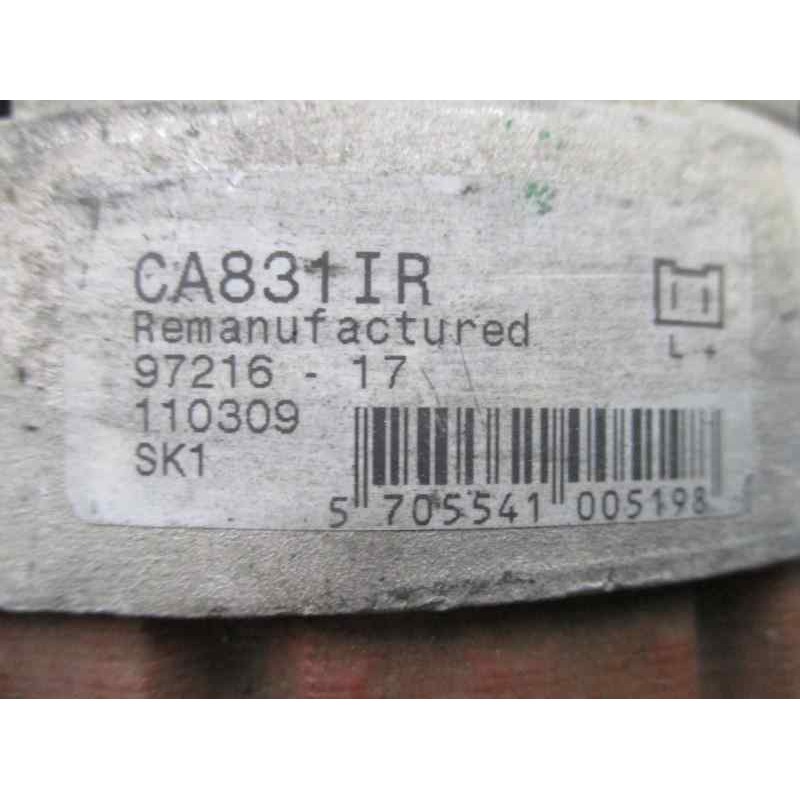 CA831IR
Remanufactured
97216 - 17
110309
SK1
L +
5 705541 005198